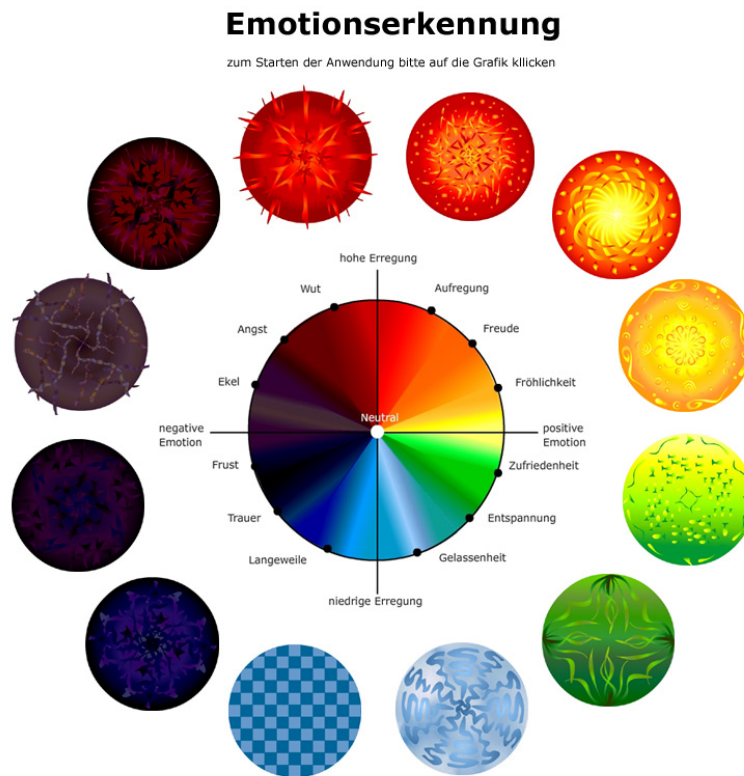 Emotionserkennung
zum Starten der Anwendung bitte auf die Grafik kllicken
hohe Erregung
Wut
Aufregung
Angst
Freude
Ekel
Fröhlichkeit
Neutral
negative
Emotion
positive
Emotion
Frust
Zufriedenheit
Trauer
Entspannung
Langeweile
Gelassenheit
niedrige Erregung